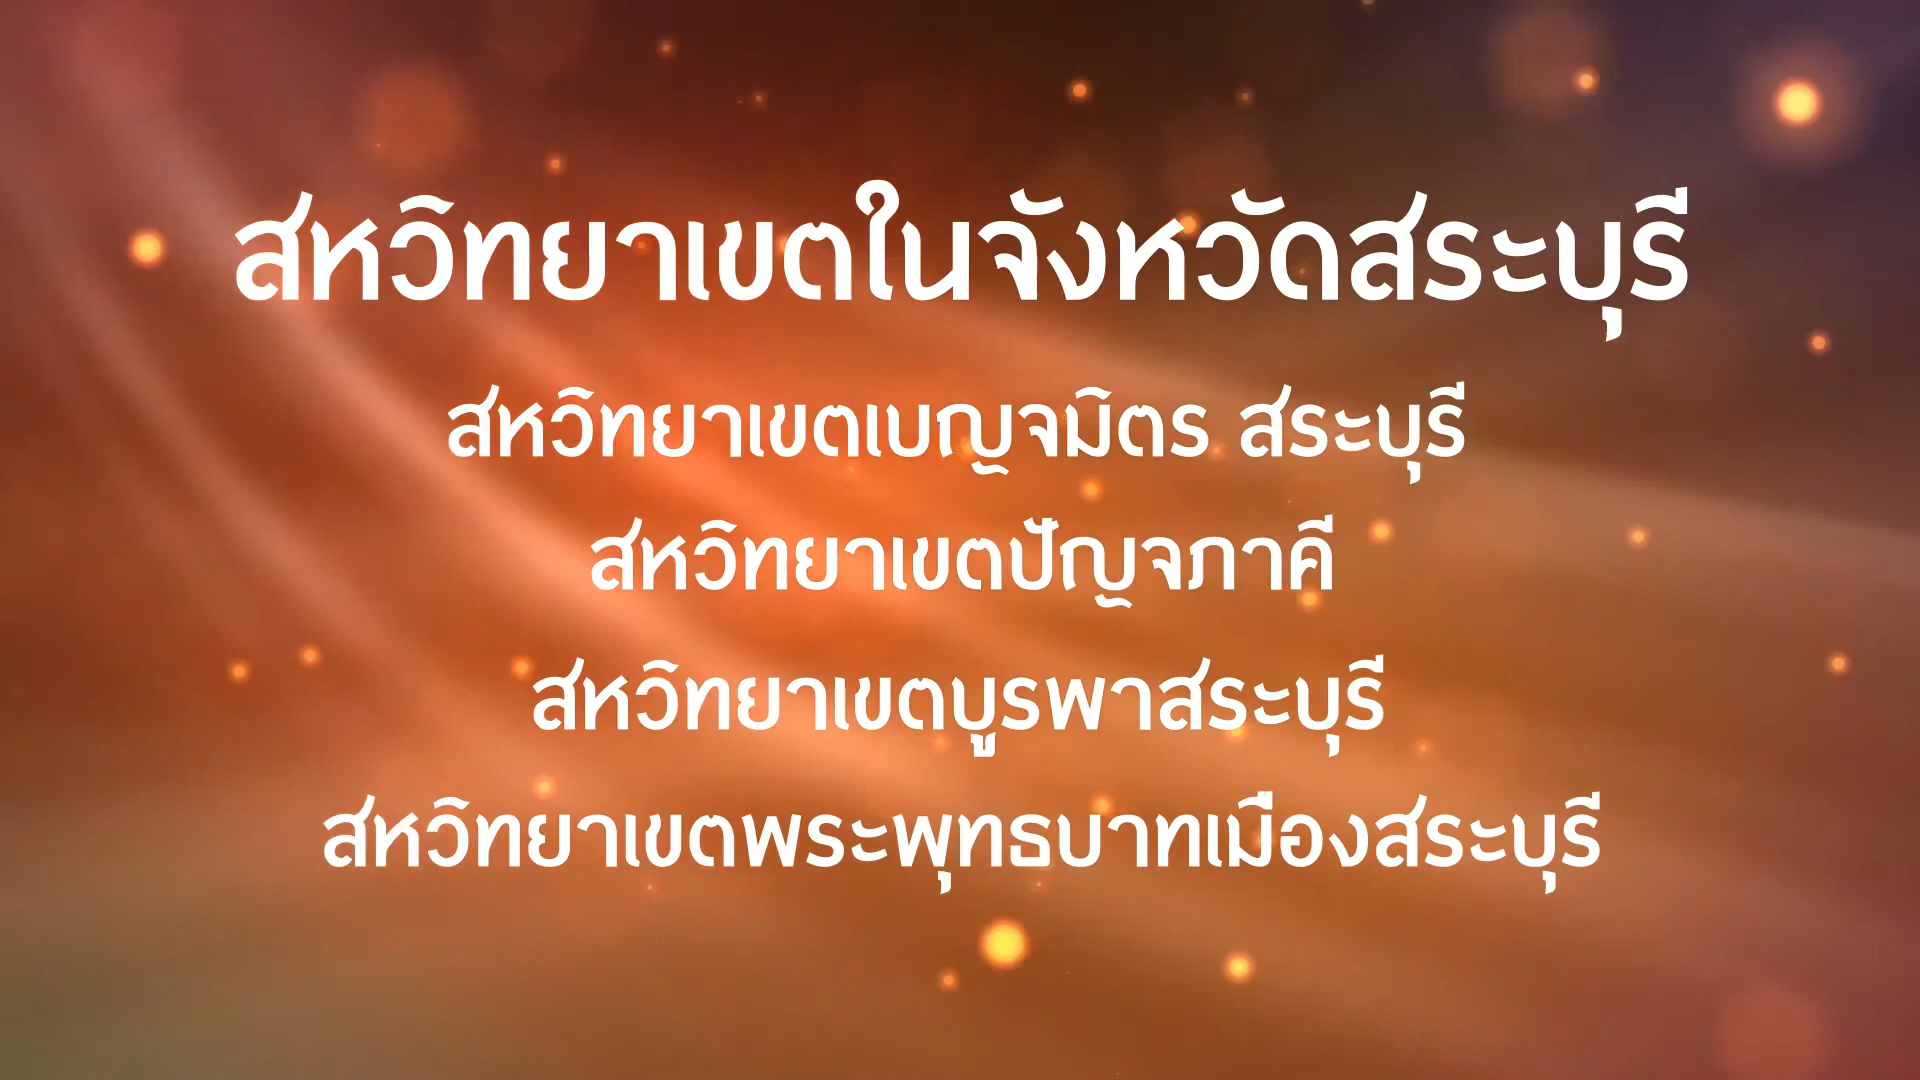 สหวิทยาเขตในจังหวัดสระบุรี
สหวิทยาเขตเบญจมิตร สระบุรี
สหวิทยาเขตปัญจภาคี
สหวิทยาเขตบูรพาสระบุรี
สหวิทยาเขตพระพุทธบาทเมืองสระบุรี